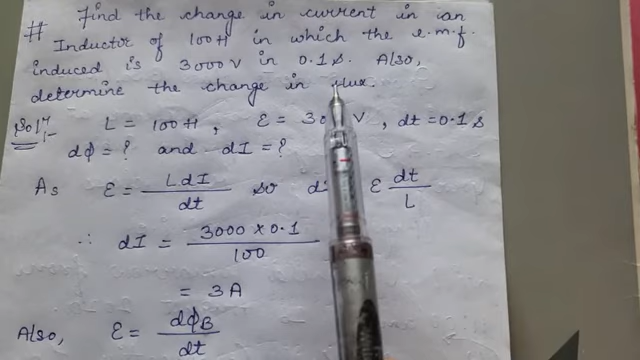 # Find the change in current in an
Inductor of 100H in which the e.m.f.
induced is 3000V in 0.1s. Also,
determine the change in flux.
Solⁿ:- L = 100H, ε = 30 V, dt = 0.1s
dϕ = ? and dI = ?
As ε = LdI/dt so d ε dt/L
∴ dI = 3000 × 0.1/100
= 3A
Also, ε = dϕB/dt